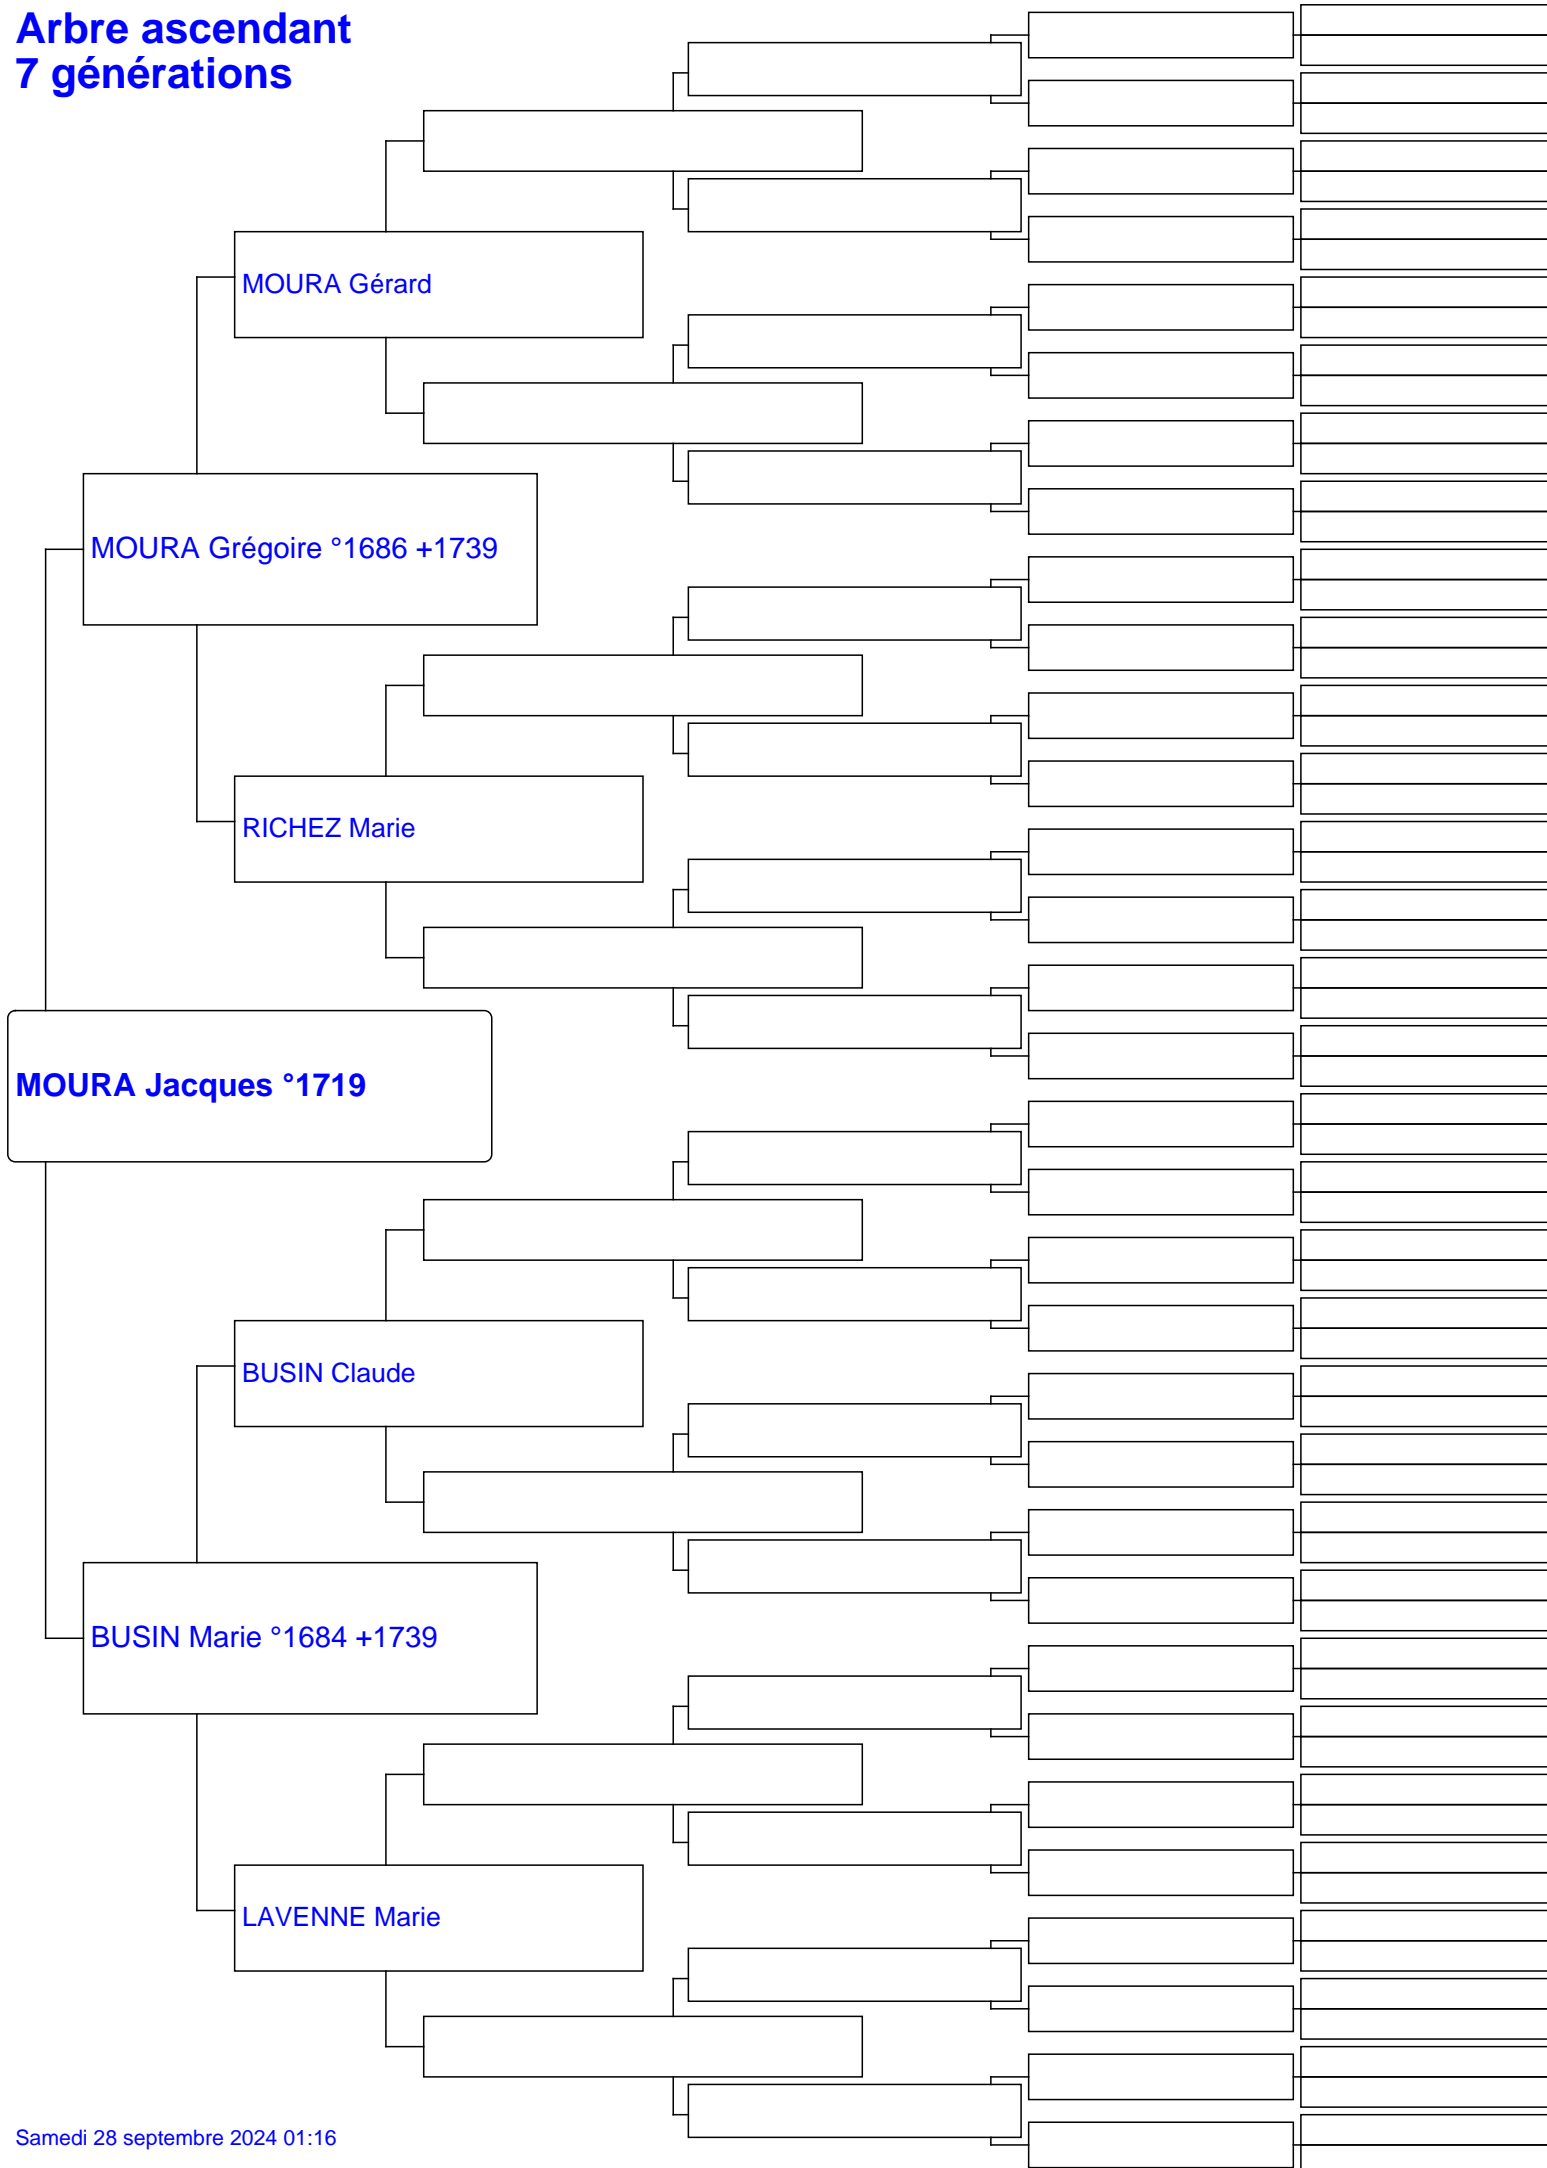 Arbre ascendant
7 générations
MOURA Gérard
MOURA Grégoire °1686 +1739
RICHEZ Marie
MOURA Jacques °1719
BUSIN Claude
BUSIN Marie °1684 +1739
LAVENNE Marie
Samedi 28 septembre 2024 01:16